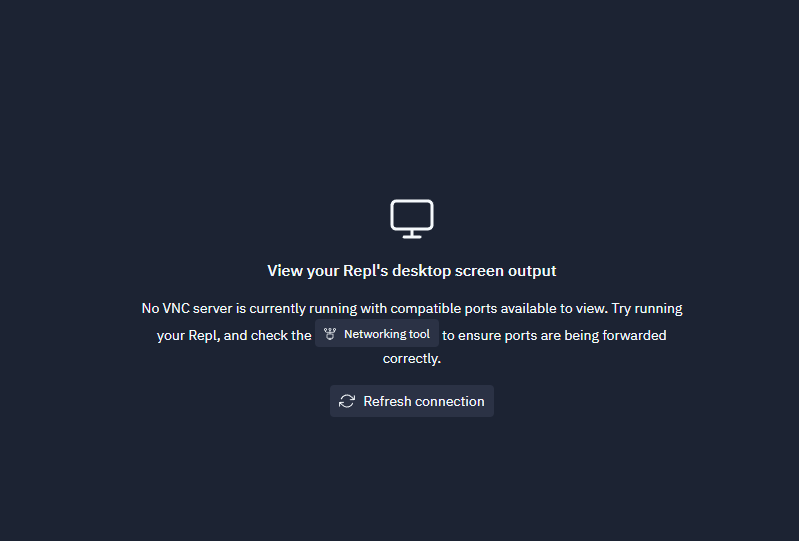 View your Repl's desktop screen output
No VNC server is currently running with compatible ports available to view. Try running
your Repl, and check the Networking tool to ensure ports are being forwarded
correctly.
Refresh connection